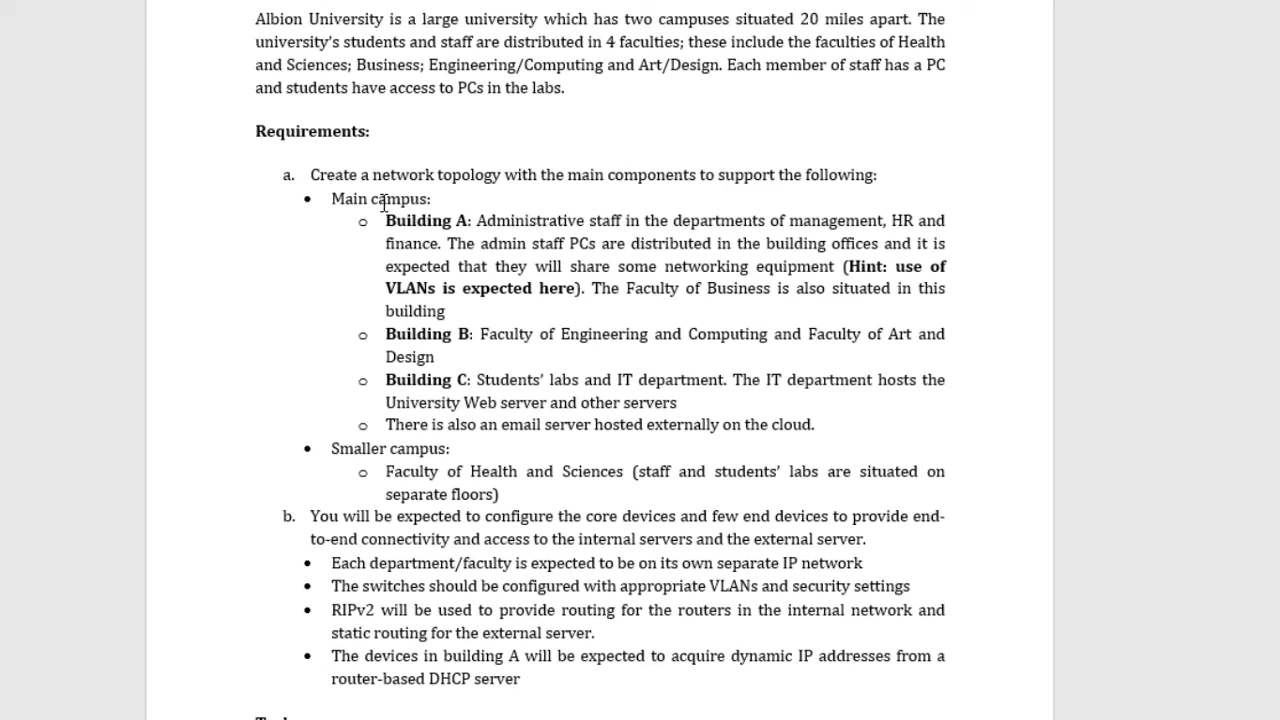 Albion University is a large university which has two campuses situated 20 miles apart. The
university's students and staff are distributed in 4 faculties; these include the faculties of Health
and Sciences; Business; Engineering/Computing and Art/Design. Each member of staff has a PC
and students have access to PCs in the labs.
Requirements:
a. Create a network topology with the main components to support the following:
• Main campus:
o Building A: Administrative staff in the departments of management, HR and
finance. The admin staff PCs are distributed in the building offices and it is
expected that they will share some networking equipment (Hint: use of
VLANs is expected here). The Faculty of Business is also situated in this
building
o Building B: Faculty of Engineering and Computing and Faculty of Art and
Design
o Building C: Students' labs and IT department. The IT department hosts the
University Web server and other servers
o There is also an email server hosted externally on the cloud.
• Smaller campus:
o Faculty of Health and Sciences (staff and students' labs are situated on
separate floors)
b. You will be expected to configure the core devices and few end devices to provide end-
to-end connectivity and access to the internal servers and the external server.
• Each department/faculty is expected to be on its own separate IP network
• The switches should be configured with appropriate VLANs and security settings
• RIPv2 will be used to provide routing for the routers in the internal network and
static routing for the external server.
• The devices in building A will be expected to acquire dynamic IP addresses from a
router-based DHCP server